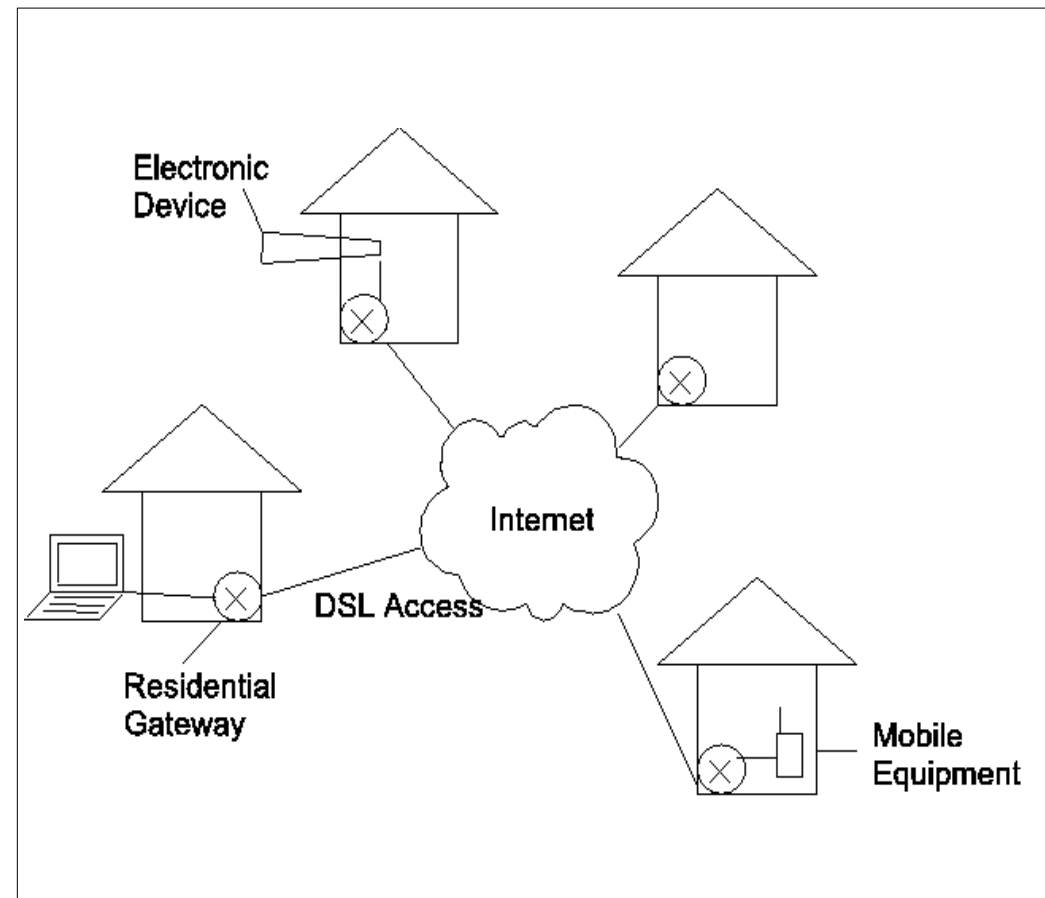 Electronic
Device
Internet
DSL Access
Residential
Gateway
Mobile
Equipment